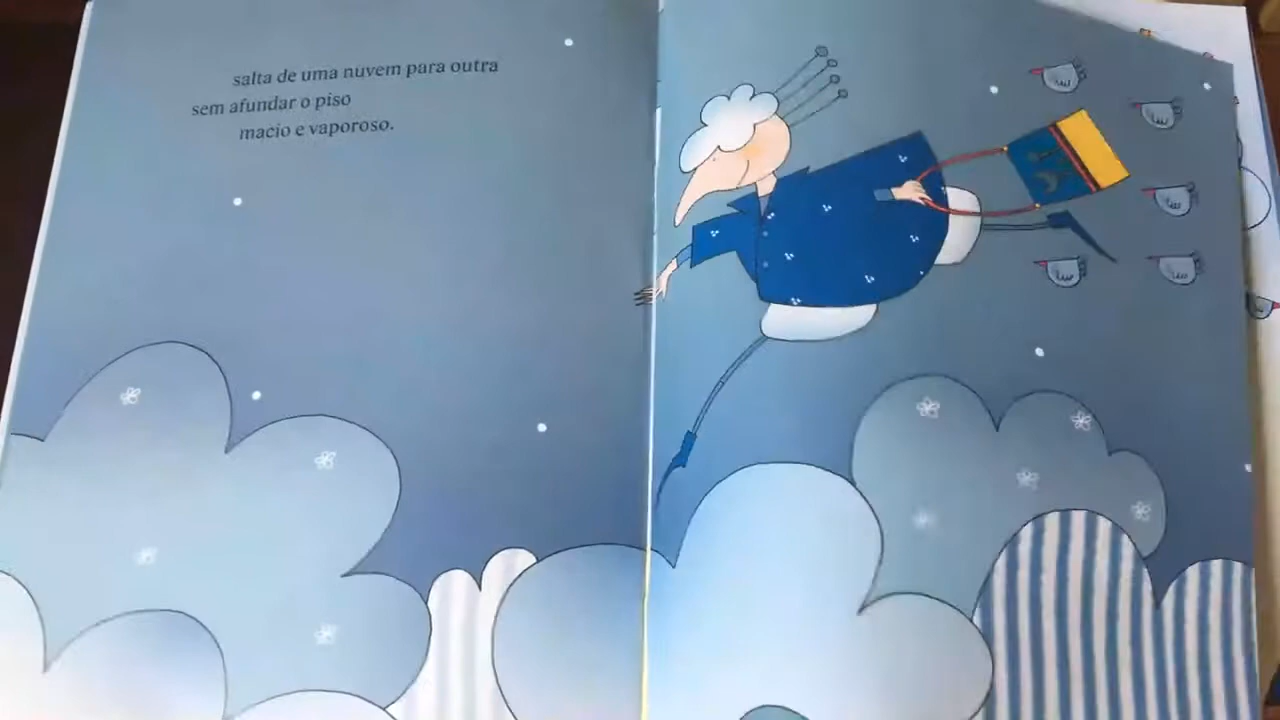 salta de uma nuvem para outra
sem afundar o piso
macio e vaporoso.